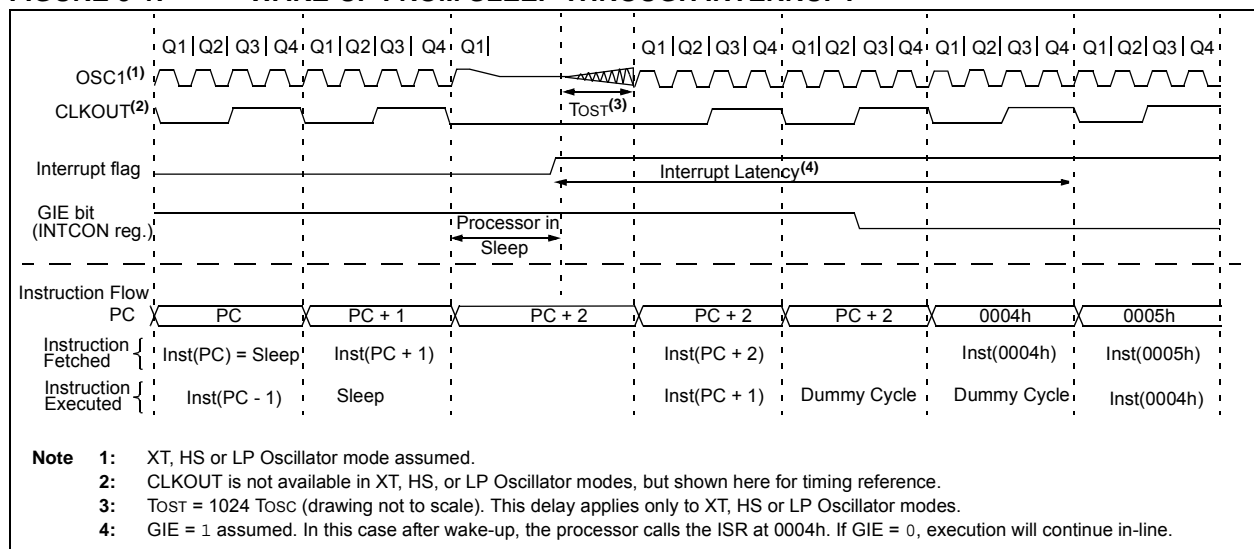 Q1 Q2 Q3 Q4 Q1 Q2 Q3 Q4 Q1 Q1 Q2 Q3 Q4 Q1 Q2 Q3 Q4 Q1 Q2 Q3 Q4 Q1 Q2 Q3 Q4
OSC1(1)
CLKOUT(2)
TOST(3)
Interrupt flag
Interrupt Latency(4)
GIE bit
(INTCON reg.)
Processor in
Sleep
Instruction Flow
PC PC PC + 1 PC + 2 PC + 2 PC + 2 0004h 0005h
Instruction
Fetched
Inst(PC) = Sleep Inst(PC + 1) Inst(PC + 2) Inst(0004h) Inst(0005h)
Instruction
Executed
Inst(PC - 1) Sleep Inst(PC + 1) Dummy Cycle Dummy Cycle Inst(0004h)
Note 1: XT, HS or LP Oscillator mode assumed.
2: CLKOUT is not available in XT, HS, or LP Oscillator modes, but shown here for timing reference.
3: TOST = 1024 TOSC (drawing not to scale). This delay applies only to XT, HS or LP Oscillator modes.
4: GIE = 1 assumed. In this case after wake-up, the processor calls the ISR at 0004h. If GIE = 0, execution will continue in-line.